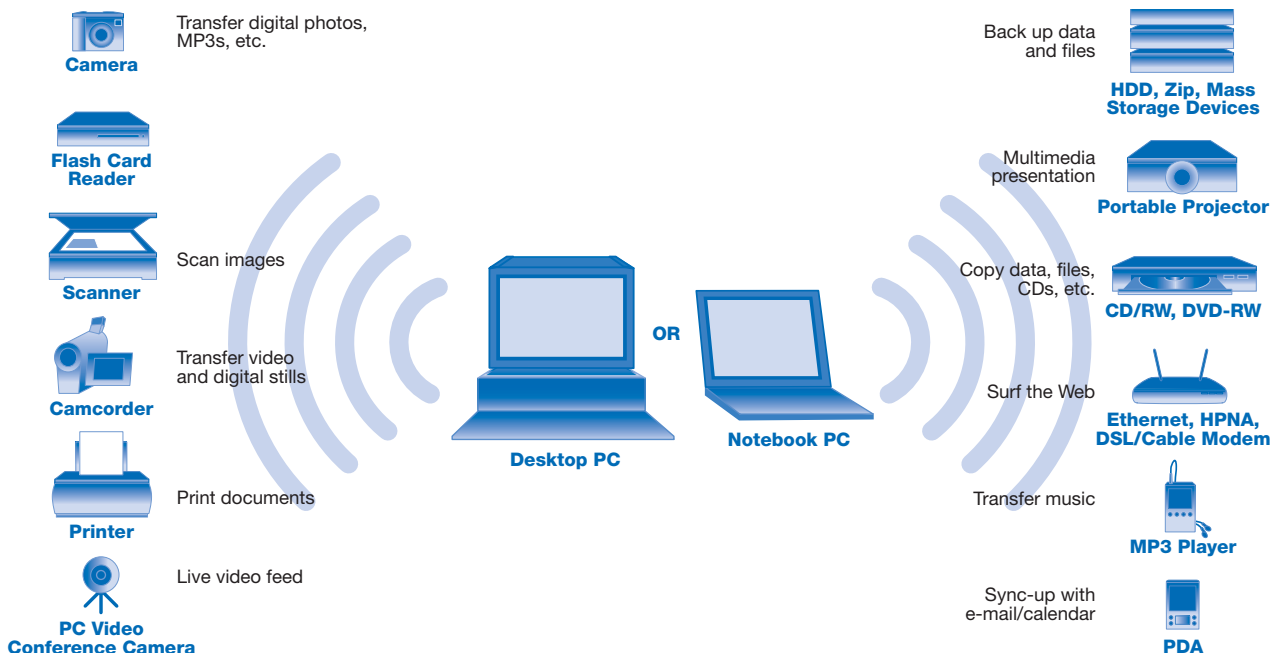 Transfer digital photos,
MP3s, etc.
Camera
Flash Card
Reader
Scan images
Scanner
Transfer video
and digital stills
Camcorder
Print documents
Printer
Live video feed
PC Video
Conference Camera
Desktop PC
OR
Notebook PC
Back up data
and files
HDD, Zip, Mass
Storage Devices
Multimedia
presentation
Portable Projector
Copy data, files,
CDs, etc.
CD/RW, DVD-RW
Surf the Web
Ethernet, HPNA,
DSL/Cable Modem
Transfer music
MP3 Player
Sync-up with
e-mail/calendar
PDA